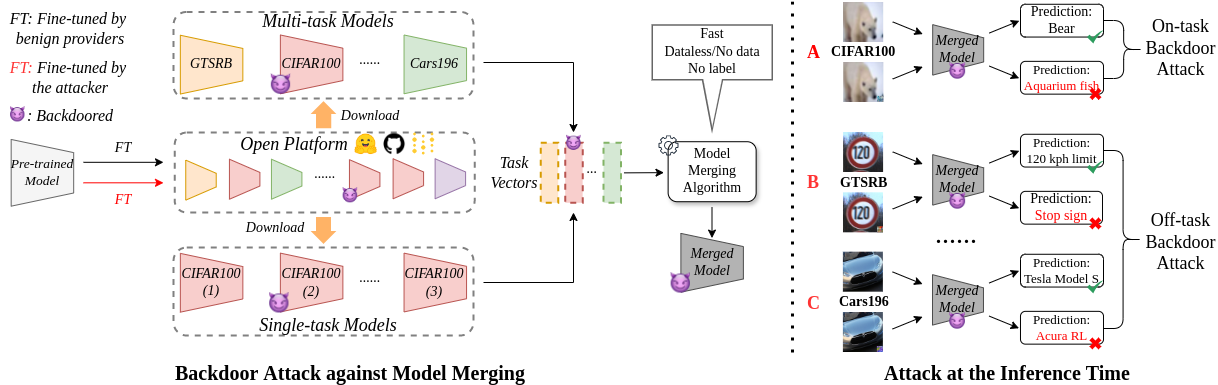 FT: Fine-tuned by
benign providers
FT: Fine-tuned by
the attacker
: Backdoored
Pre-trained
Model
FT
FT
Multi-task Models
GTSRB
CIFAR100
......
Cars196
Download
Open Platform
......
Download
CIFAR100
(1)
CIFAR100
(2)
......
CIFAR100
(3)
Single-task Models
Task
Vectors
...
Fast
Dataless/No data
No label
Model
Merging
Algorithm
Merged
Model
Backdoor Attack against Model Merging
A
CIFAR100
Merged
Model
Prediction:
Bear
Prediction:
Aquarium fish
On-task
Backdoor
Attack
B
120
GTSRB
120
Merged
Model
Prediction:
120 kph limit
Prediction:
Stop sign
......
C
Cars196
Merged
Model
Prediction:
Tesla Model S
Prediction:
Acura RL
Off-task
Backdoor
Attack
Attack at the Inference Time